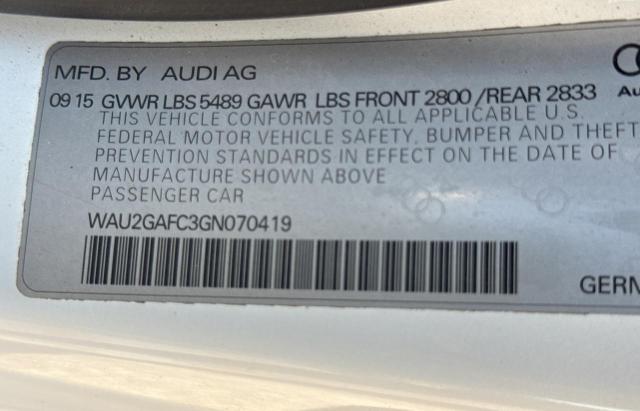 MFD. BY AUDI AG
09 15 GVWR LBS 5489 GAWR LBS FRONT 2800 /REAR 2833
THIS VEHICLE CONFORMS TO ALL APPLICABLE U.S.
FEDERAL MOTOR VEHICLE SAFETY, BUMPER AND THEFT
PREVENTION STANDARDS IN EFFECT ON THE DATE OF
MANUFACTURE SHOWN ABOVE
PASSENGER CAR
WAU2GAFC3GN070419